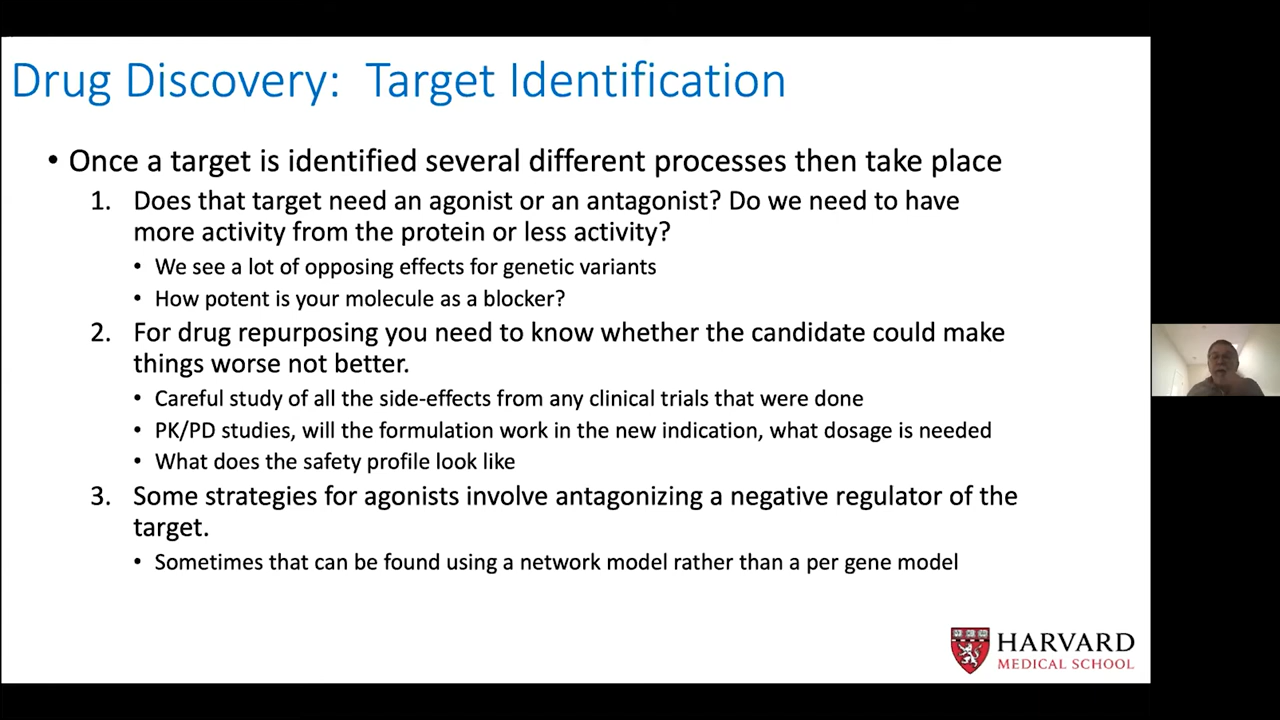 Drug Discovery: Target Identification
• Once a target is identified several different processes then take place
1. Does that target need an agonist or an antagonist? Do we need to have
more activity from the protein or less activity?
• We see a lot of opposing effects for genetic variants
• How potent is your molecule as a blocker?
2. For drug repurposing you need to know whether the candidate could make
things worse not better.
• Careful study of all the side-effects from any clinical trials that were done
• PK/PD studies, will the formulation work in the new indication, what dosage is needed
• What does the safety profile look like
3. Some strategies for agonists involve antagonizing a negative regulator of the
target.
• Sometimes that can be found using a network model rather than a per gene model
HARVARD
MEDICAL SCHOOL